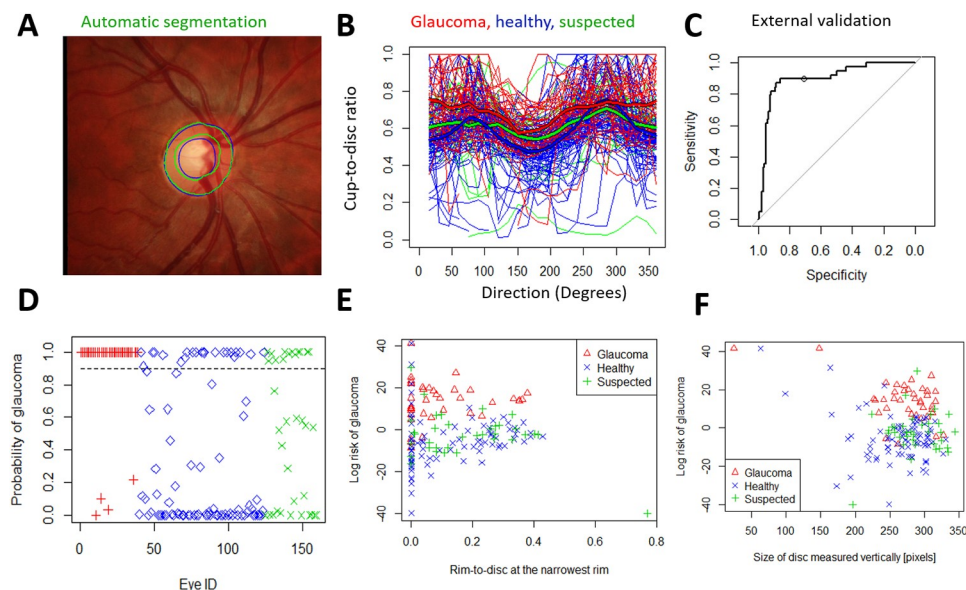 A
Automatic segmentation
B
Glaucoma, healthy, suspected
Cup-to-disc ratio
1.0
0.8
0.6
0.4
0.2
0.0
0 50 100 150 200 250 300 350
Direction (Degrees)
C
External validation
Sensitivity
1.0
0.8
0.6
0.4
0.2
0.0
1.0 0.8 0.6 0.4 0.2 0.0
Specificity
D
Probability of glaucoma
1.0
0.8
0.6
0.4
0.2
0.0
0 50 100 150
Eye ID
E
Log risk of glaucoma
40
20
0
-20
40
Glaucoma
Healthy
Suspected
0.0 0.2 0.4 0.6 0.8
Rim-to-disc at the narrowest rim
F
Log risk of glaucoma
40
20
0
-20
40
Glaucoma
Healthy
Suspected
50 100 150 200 250 300 350
Size of disc measured vertically [pixels]